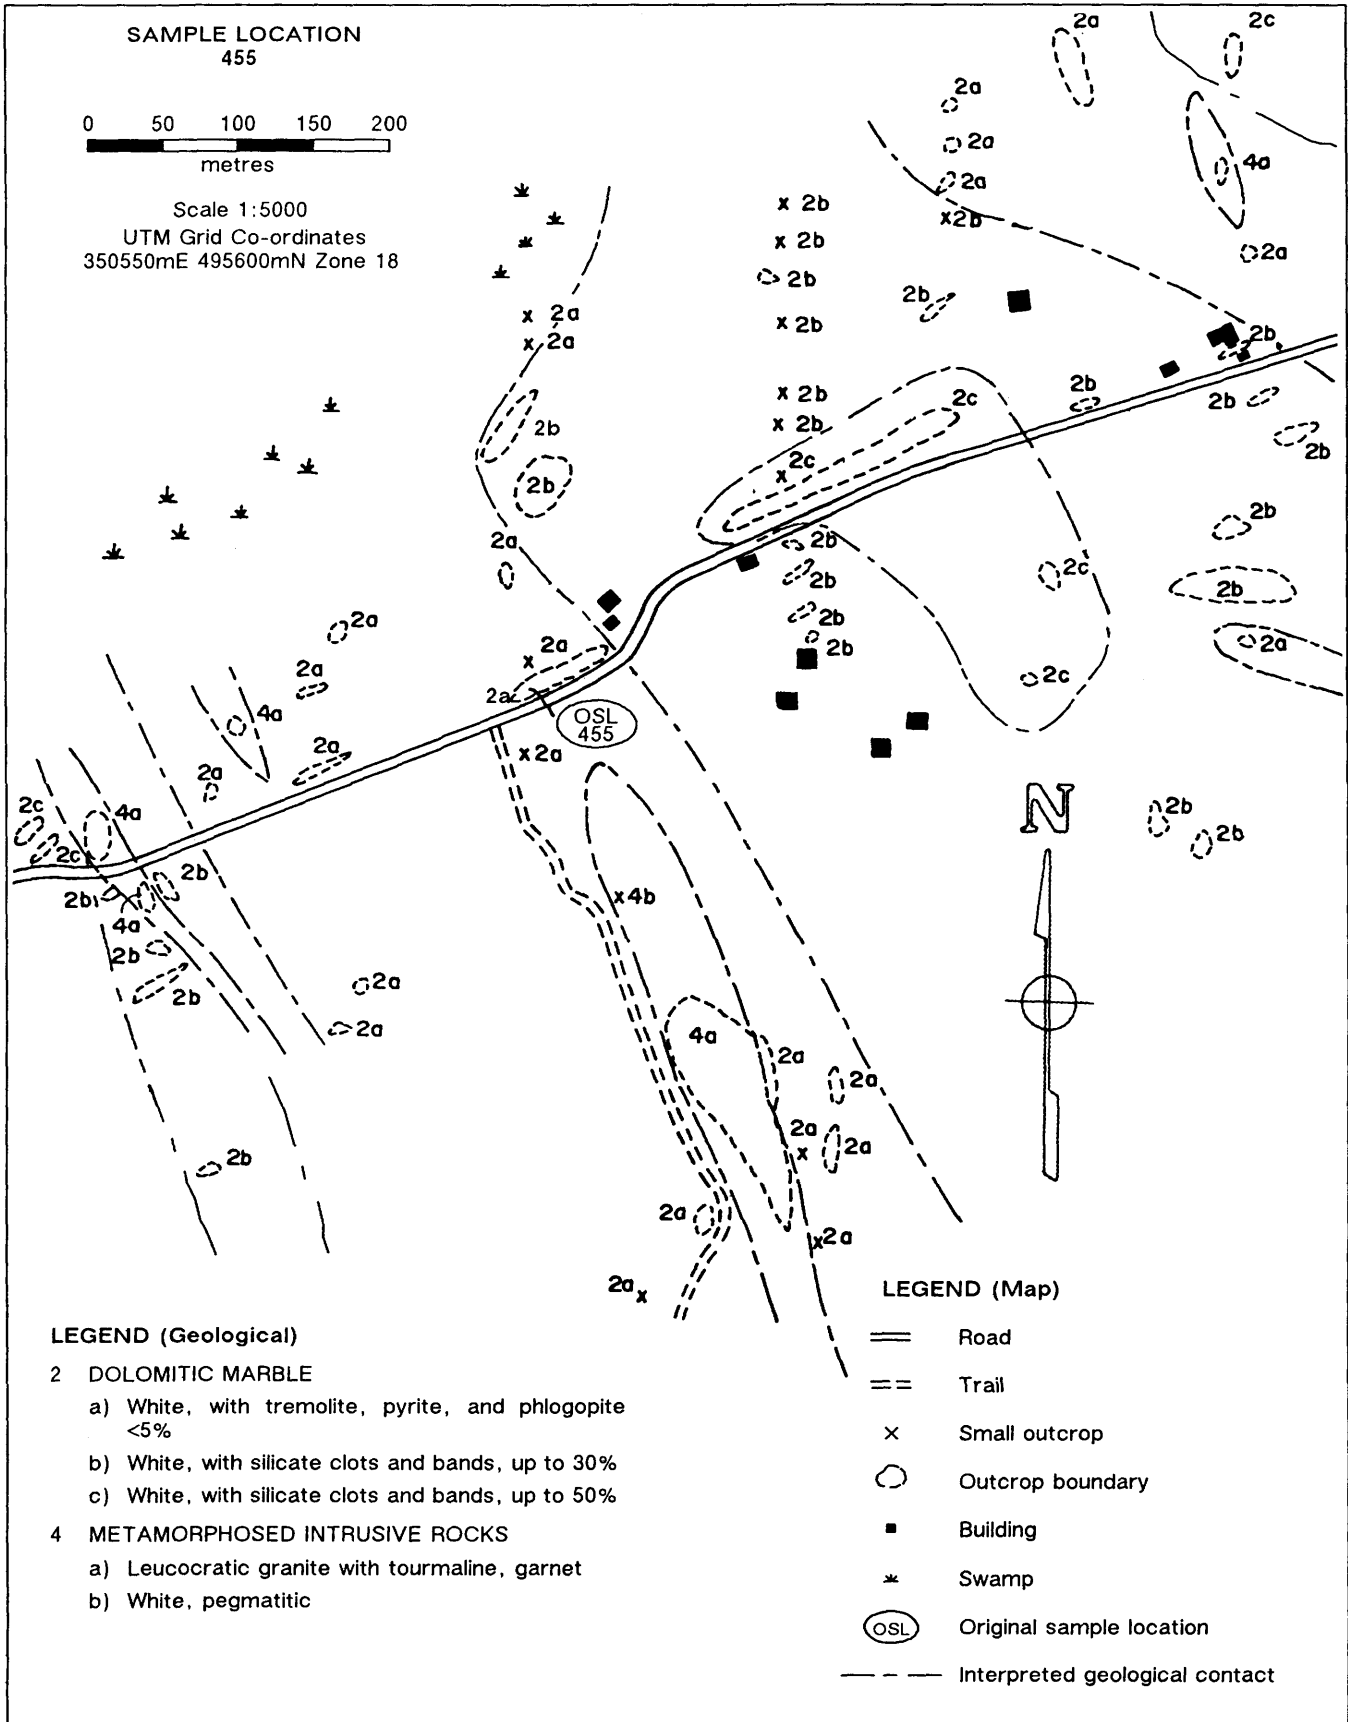 SAMPLE LOCATION
455
0 50 100 150 200
metres
Scale 1:5000
UTM Grid Co-ordinates
350550mE 495600mN Zone 18
2a
2c
2a
2a
4a
2a
2b
2b
2b
2a
2b
2b
2b
2a
2b
2a
2b
2b
2b
2c
2b
2b
2b
2b
2c
2b
2b
2a
2b
2b
2c
2b
2a
2b
2b
2a
2a
2a
2c
2a
4a
OSL
455
2a
2a
2a
2c
4a
2b
2b
2c
2b
2b
4b
4a
2b
2a
2b
4a
2a
2a
2a
2a
2a
2b
2a
2a
2a
LEGEND (Map)
Road
Trail
Small outcrop
Outcrop boundary
Building
Swamp
OSL Original sample location
Interpreted geological contact
N
LEGEND (Geological)
2 DOLOMITIC MARBLE
a) White, with tremolite, pyrite, and phlogopite
<5%
b) White, with silicate clots and bands, up to 30%
c) White, with silicate clots and bands, up to 50%
4 METAMORPHOSED INTRUSIVE ROCKS
a) Leucocratic granite with tourmaline, garnet
b) White, pegmatitic